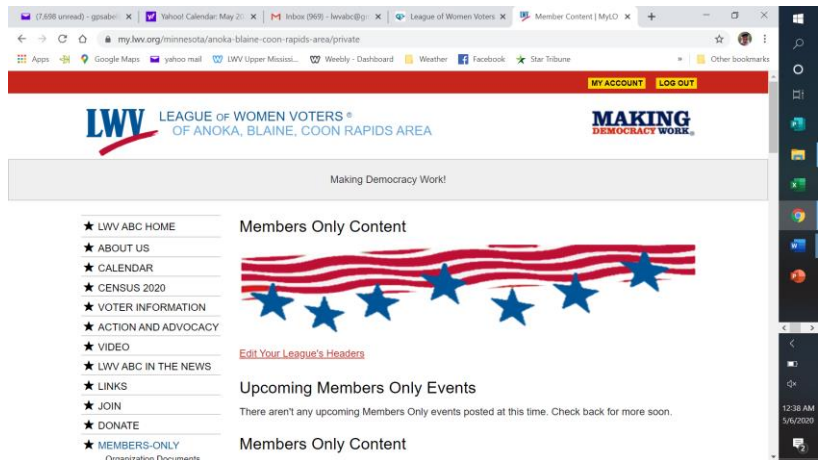 (7,698 unread) - gpsabel
Yahoo! Calendar: May 20
Inbox (969) - lwvabc@g
League of Women Voters
Member Content | MyLO
my.lwv.org/minnesota/anoka-blaine-coon-rapids-area/private
Apps
Google Maps
yahoo mail
LWV Upper Mississi...
Weebly - Dashboard
Weather
Facebook
Star Tribune
»
Other bookmarks
MY ACCOUNT
LOG OUT
LWV
LEAGUE OF WOMEN VOTERS ®
OF ANOKA, BLAINE, COON RAPIDS AREA
MAKING
DEMOCRACY WORK®
Making Democracy Work!
LWV ABC HOME
ABOUT US
CALENDAR
CENSUS 2020
VOTER INFORMATION
ACTION AND ADVOCACY
VIDEO
LWV ABC IN THE NEWS
LINKS
JOIN
DONATE
MEMBERS-ONLY
Organization Documents
Members Only Content
Edit Your League's Headers
Upcoming Members Only Events
There aren't any upcoming Members Only events posted at this time. Check back for more soon.
Members Only Content
12:38 AM
5/6/2020